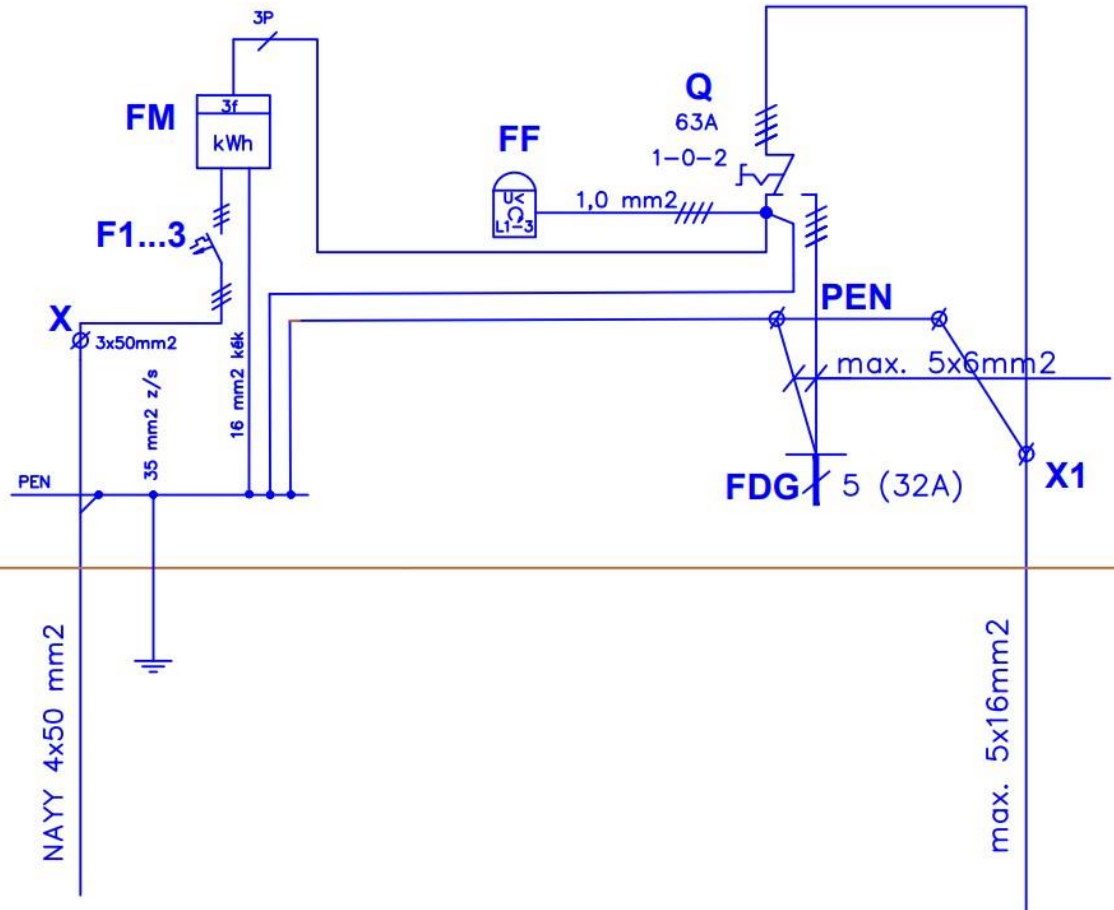 3P
FM
3f
kWh
Q
63A
1-0-2
FF
U<
L1-3
1,0 mm2
F1...3
X
3x50mm2
35 mm2 z/s
16 mm2 kék
PEN
PEN
max. 5x6mm2
FDG
5 (32A)
X1
NAYY 4x50 mm2
max. 5x16mm2